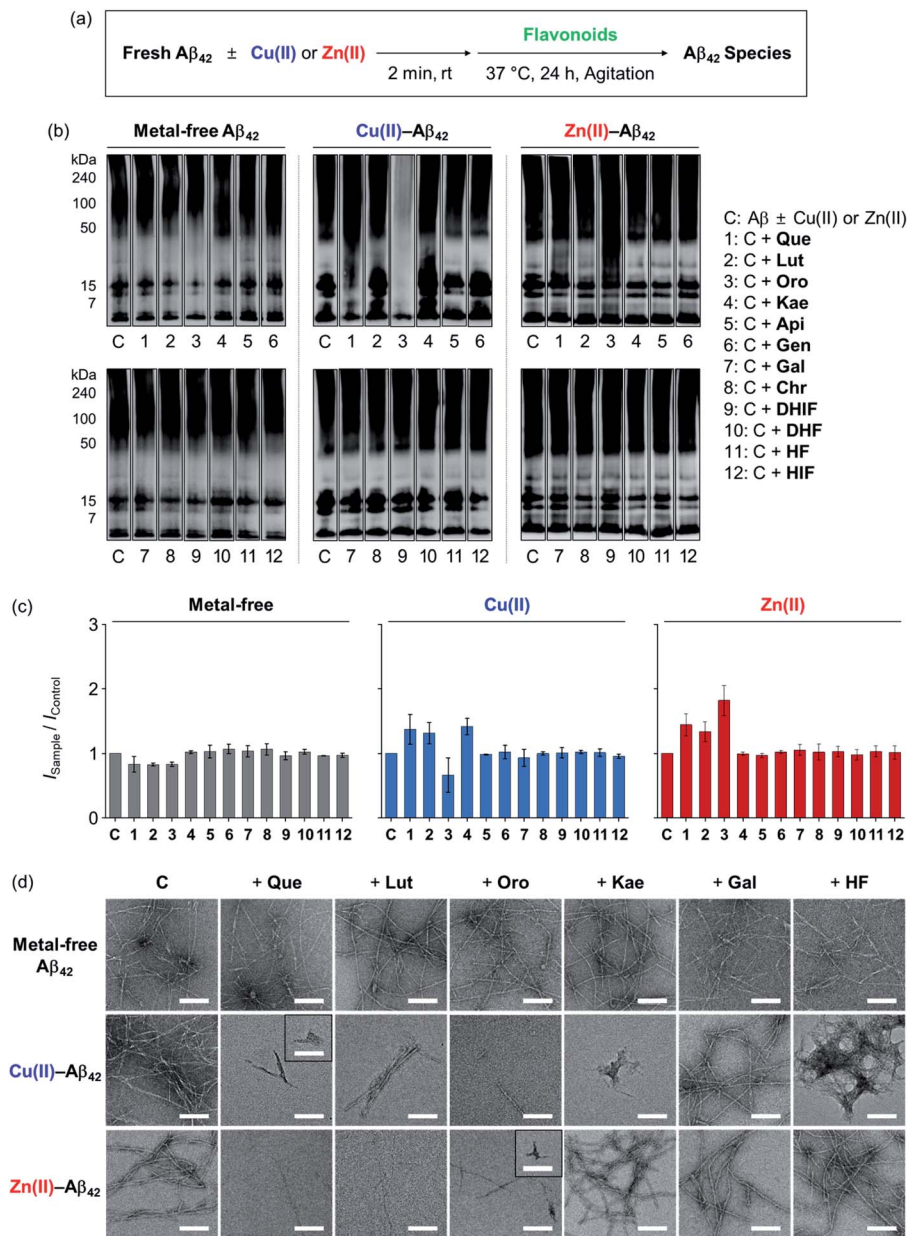 (a)
Flavonoids
Fresh Aβ42 ± Cu(II) or Zn(II) Aβ42 Species
2 min, rt 37 °C, 24 h, Agitation
(b)
Metal-free Aβ42 Cu(II)–Aβ42 Zn(II)–Aβ42
kDa
240
100
50
15
7
C 1 2 3 4 5 6 C 1 2 3 4 5 6 C 1 2 3 4 5 6
kDa
240
100
50
15
7
C 7 8 9 10 11 12 C 7 8 9 10 11 12 C 7 8 9 10 11 12
C: Aβ ± Cu(II) or Zn(II)
1: C + Que
2: C + Lut
3: C + Oro
4: C + Kae
5: C + Api
6: C + Gen
7: C + Gal
8: C + Chr
9: C + DHIF
10: C + DHF
11: C + HF
12: C + HIF
(c)
Metal-free Cu(II) Zn(II)
3
2
1
0
ISample / IControl
C 1 2 3 4 5 6 7 8 9 10 11 12 C 1 2 3 4 5 6 7 8 9 10 11 12 C 1 2 3 4 5 6 7 8 9 10 11 12
(d)
C + Que + Lut + Oro + Kae + Gal + HF
Metal-free
Aβ42
Cu(II)–Aβ42
Zn(II)–Aβ42